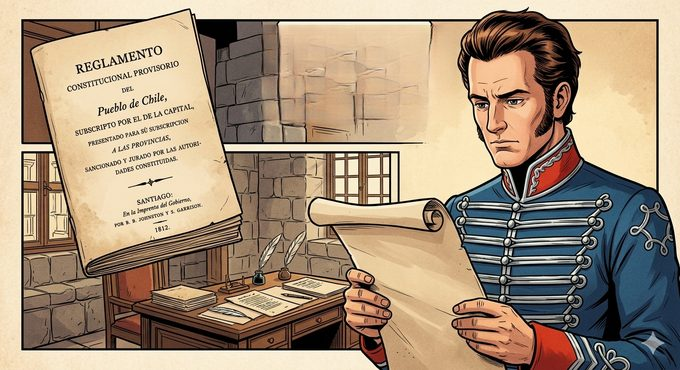 REGLAMENTO
CONSTITUCIONAL PROVISORIO
DEL
Pueblo de Chile,
SUBSCRIPTO POR EL DE LA CAPITAL,
PRESENTADO PARA SU SUBSCRIPCION
A LAS PROVINCIAS,
SANCIONADO Y JURADO POR LAS AUTORI-
DADES CONSTITUIDAS.
SANTIAGO:
En la Imprenta del Gobierno,
POR R. R. JOHNSTON Y S. GARRISON.
1812.